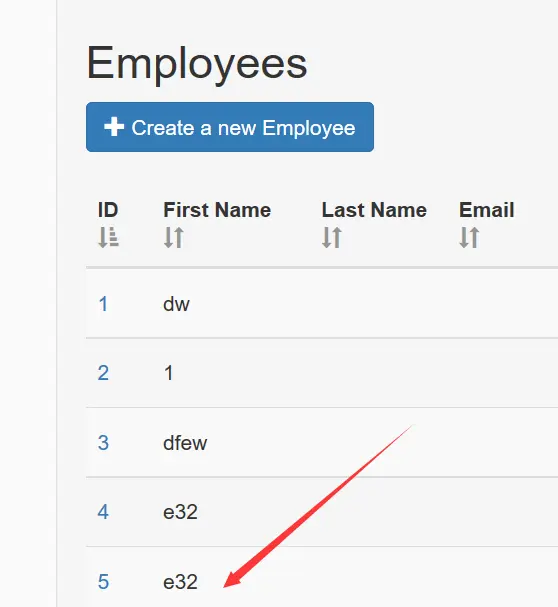 Employees
Create a new Employee
ID First Name Last Name Email
1 dw
2 1
3 dfew
4 e32
5 e32